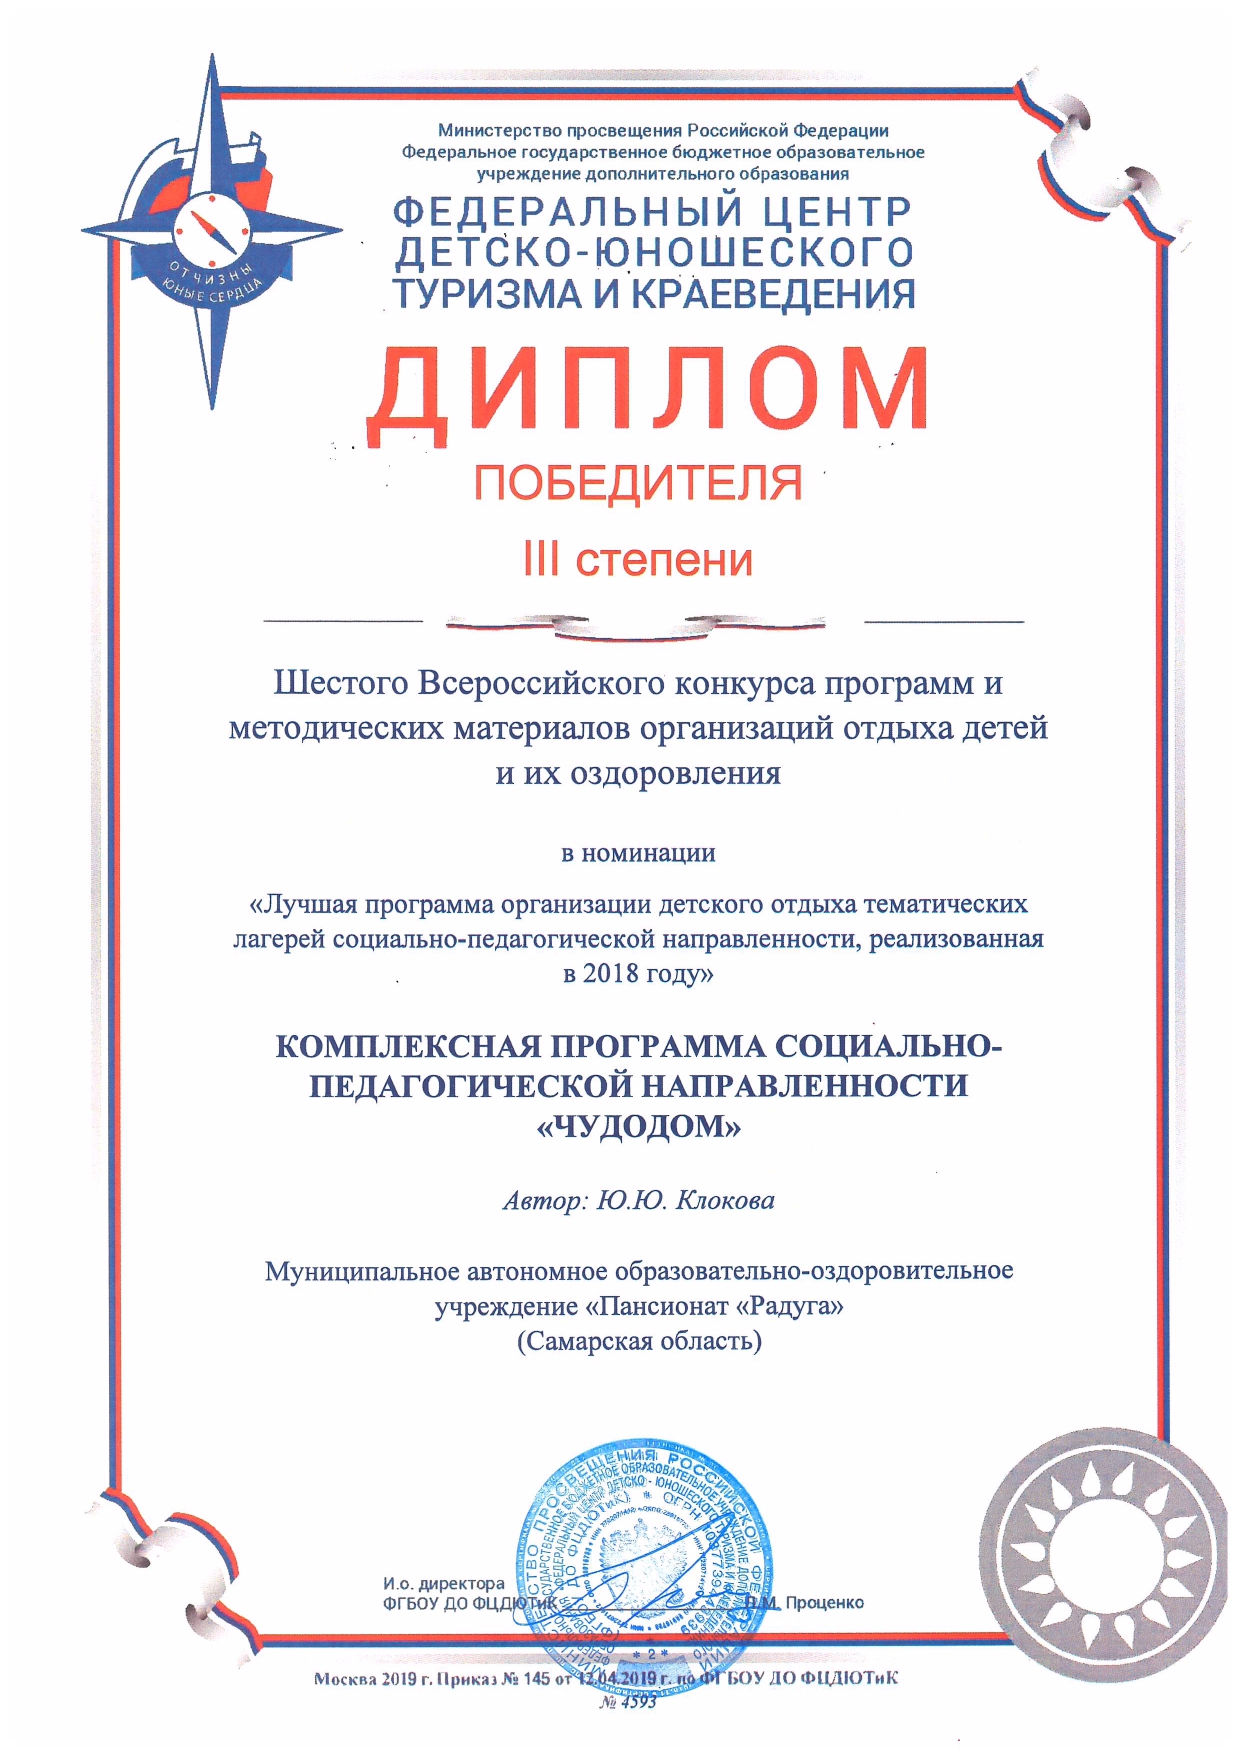 Министерство просвещения Российской Федерации
Федеральное государственное бюджетное образовательное
учреждение дополнительного образования
ФЕДЕРАЛЬНЫЙ ЦЕНТР
ДЕТСКО-ЮНОШЕСКОГО
ТУРИЗМА И КРАЕВЕДЕНИЯ
ОТЧИЗНЫ
ЮНЫЕ СЕРДЦА
ДИПЛОМ
ПОБЕДИТЕЛЯ
III степени
Шестого Всероссийского конкурса программ и
методических материалов организаций отдыха детей
и их оздоровления
в номинации
«Лучшая программа организации детского отдыха тематических
лагерей социально-педагогической направленности, реализованная
в 2018 году»
КОМПЛЕКСНАЯ ПРОГРАММА СОЦИАЛЬНО-
ПЕДАГОГИЧЕСКОЙ НАПРАВЛЕННОСТИ
«ЧУДОДОМ»
Автор: Ю.Ю. Клокова
Муниципальное автономное образовательно-оздоровительное
учреждение «Пансионат «Радуга»
(Самарская область)
И.о. директора
ФГБОУ ДО ФЦДЮТиК
Проценко
Москва 2019 г. Приказ № 145 от 12.04.2019 г. по ФГБОУ ДО ФЦДЮТиК
№ 4593